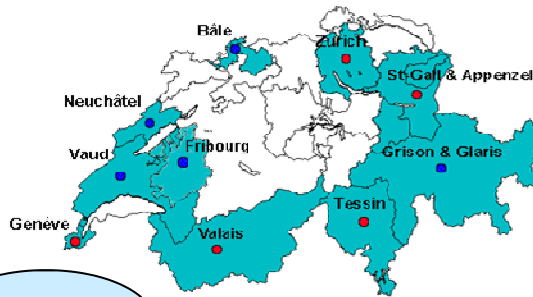 Bâle
Zurich
St-Gall & Appenzel
Neuchâtel
Vaud
Fribourg
Grison & Glaris
Genève
Valais
Tessin